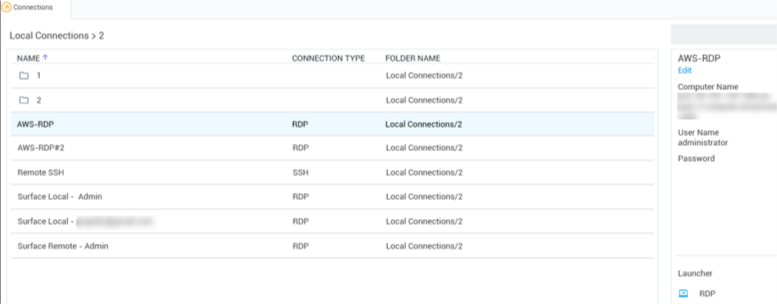 Connections
Local Connections > 2
NAME ↑ CONNECTION TYPE FOLDER NAME
1 Local Connections/2
2 Local Connections/2
AWS-RDP RDP Local Connections/2
AWS-RDP#2 RDP Local Connections/2
Remote SSH SSH Local Connections/2
Surface Local - Admin RDP Local Connections/2
Surface Local - RDP Local Connections/2
Surface Remote - Admin RDP Local Connections/2
AWS-RDP
Edit
Computer Name
User Name
administrator
Password
Launcher
RDP